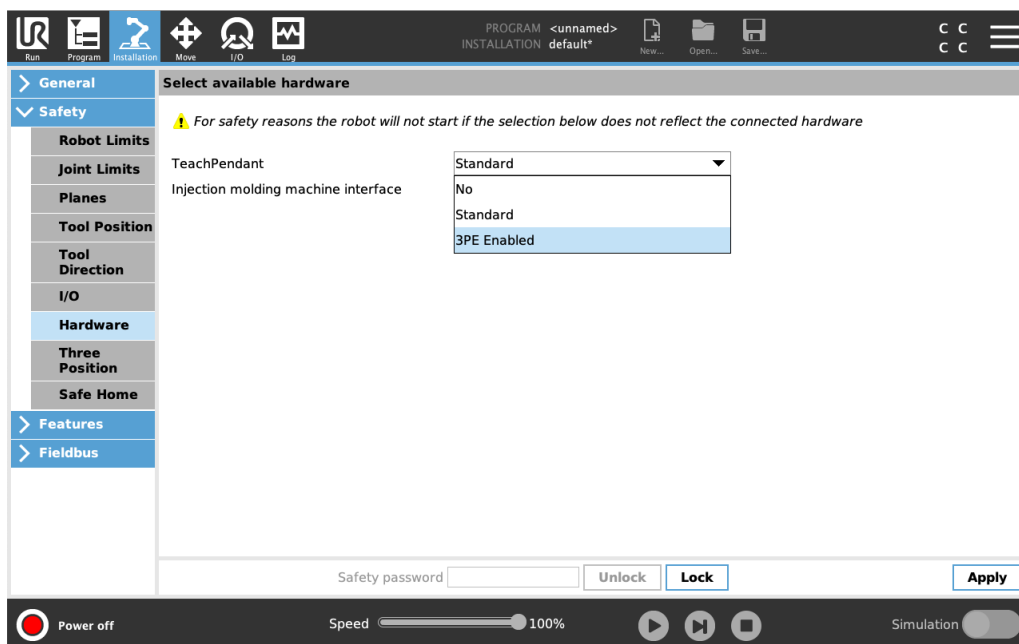 UR
Run
Program
Installation
Move
I/O
Log
PROGRAM <unnamed>
INSTALLATION default*
New...
Open...
Save...
C C
C C
General
Safety
Robot Limits
Joint Limits
Planes
Tool Position
Tool
Direction
I/O
Hardware
Three
Position
Safe Home
Features
Fieldbus
Select available hardware
For safety reasons the robot will not start if the selection below does not reflect the connected hardware
TeachPendant Standard
Injection molding machine interface
No
Standard
3PE Enabled
Safety password Unlock Lock Apply
Power off Speed 100% Simulation